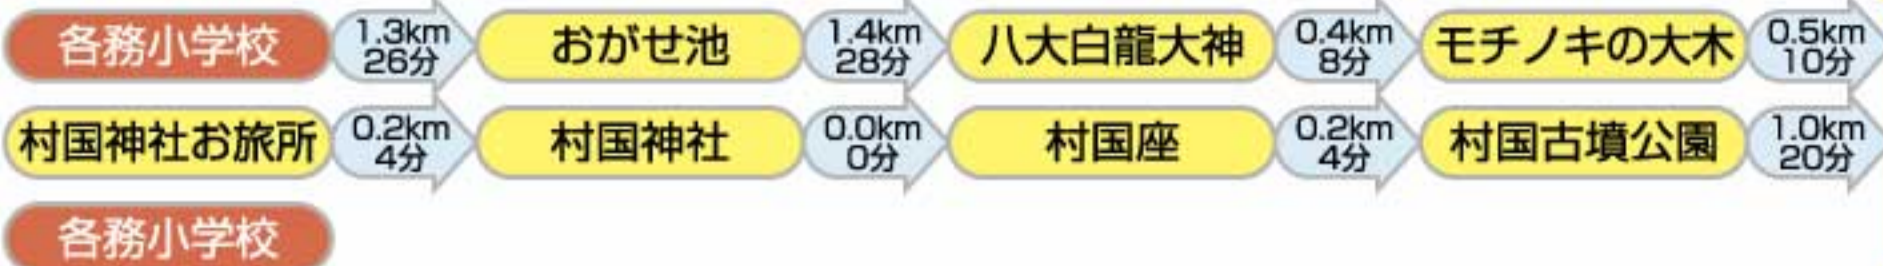 各務小学校 1.3km 26分 おがせ池 1.4km 28分 八大白龍大神 0.4km 8分 モチノキの大木 0.5km 10分
村国神社お旅所 0.2km 4分 村国神社 0.0km 0分 村国座 0.2km 4分 村国古墳公園 1.0km 20分
各務小学校